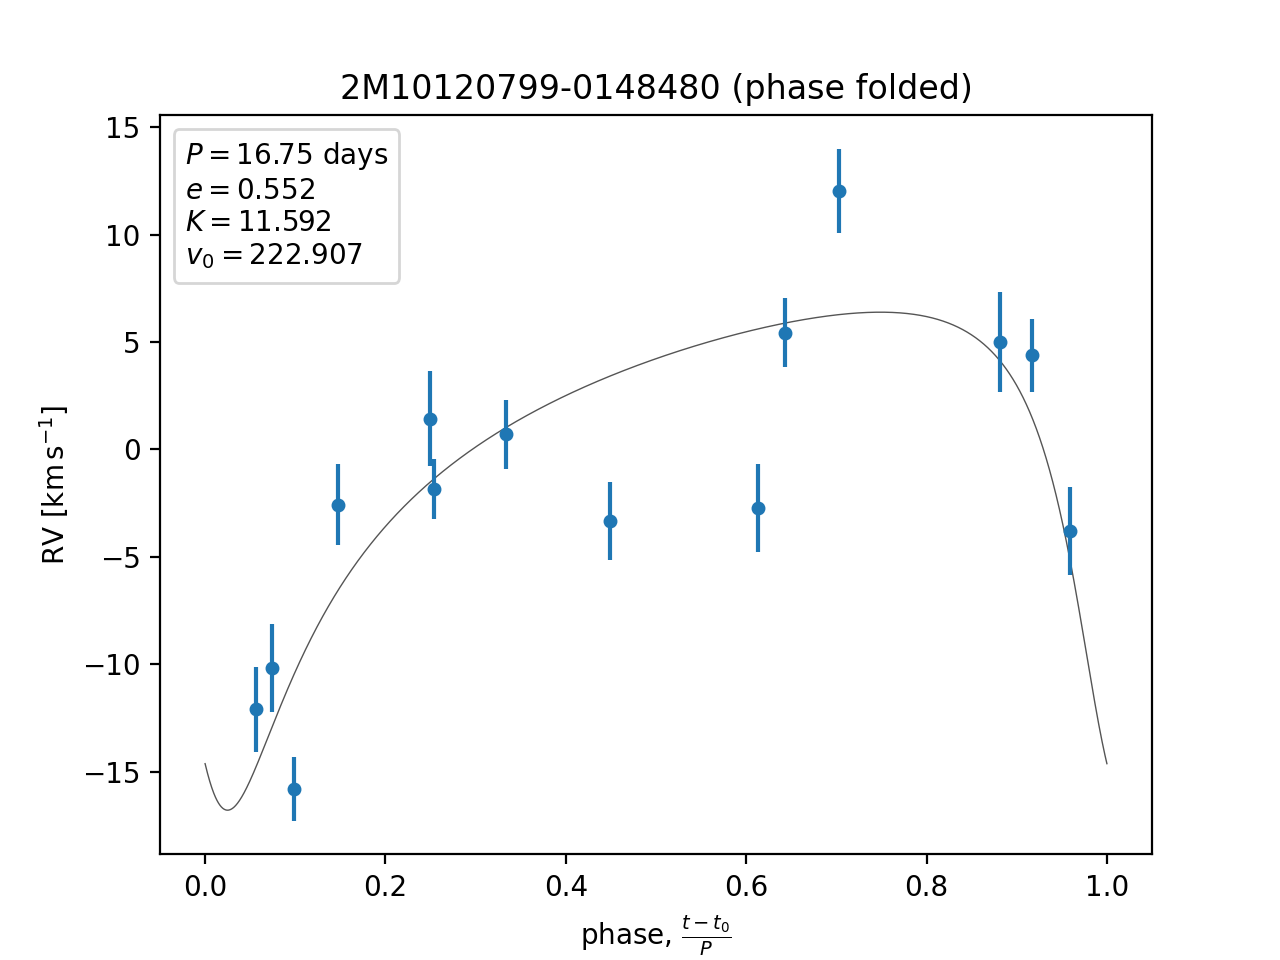 2M10120799-0148480 (phase folded)
P = 16.75 days
e = 0.552
K = 11.592
v₀ = 222.907
15
10
5
0
−5
−10
−15
RV [km s⁻¹]
0.0 0.2 0.4 0.6 0.8 1.0
phase, (t − t₀)/P